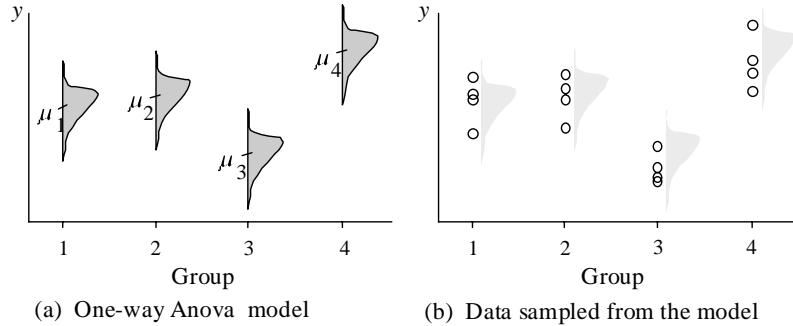 y
μ1
μ2
μ3
μ4
1 2 3 4
Group
(a) One-way Anova model
y
1 2 3 4
Group
(b) Data sampled from the model